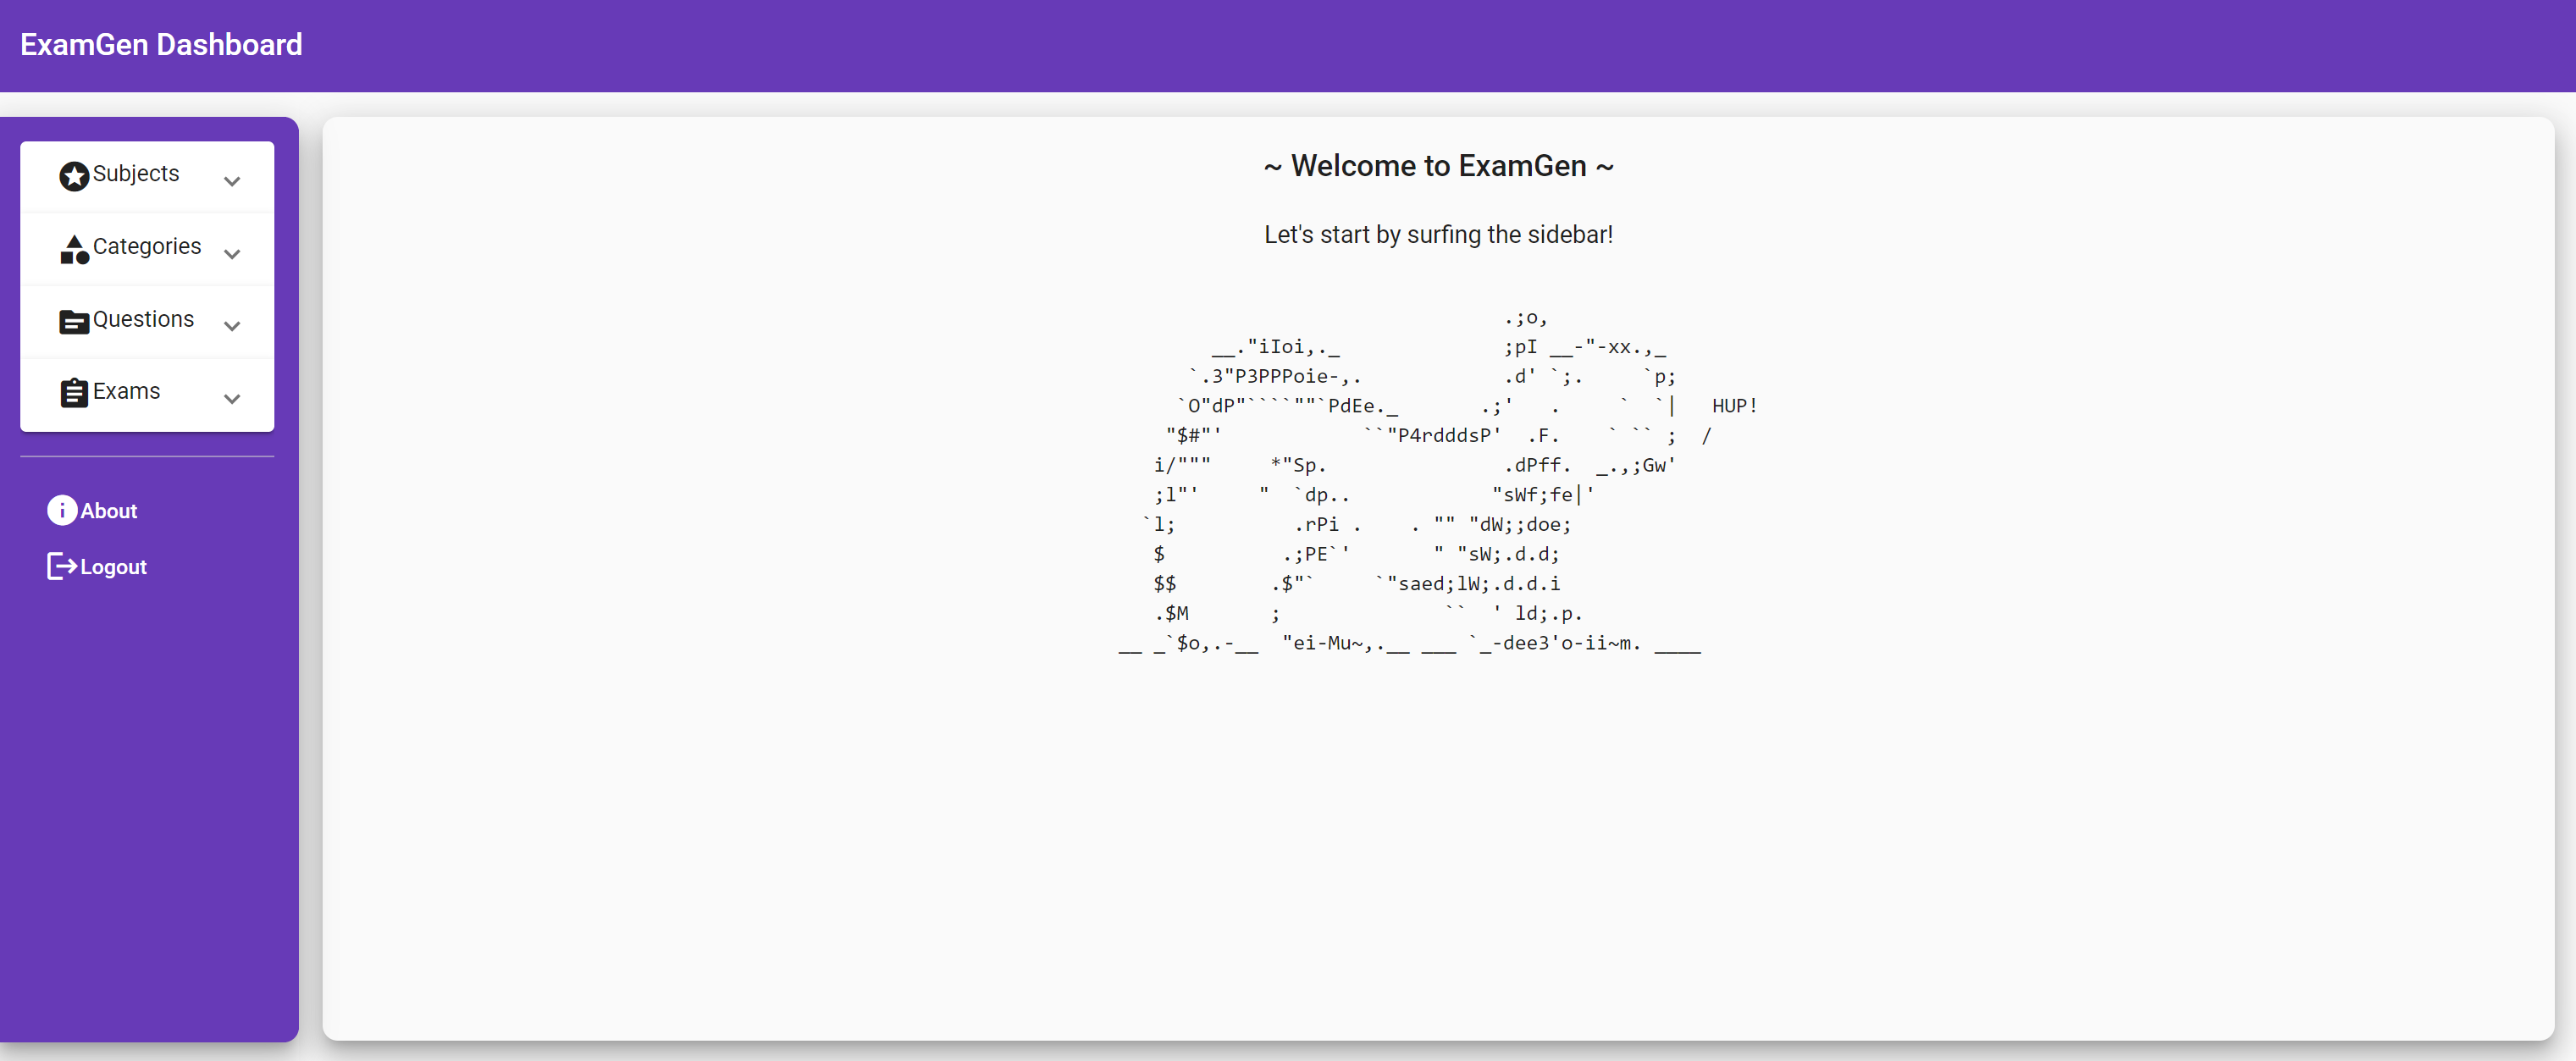 ExamGen Dashboard
Subjects
Categories
Questions
Exams
About
Logout
~ Welcome to ExamGen ~
Let's start by surfing the sidebar!
                                 .;o,
        __."iIoi,._              ;pI __-"-xx.,_
      `.3"P3PPPoie-,.            .d' `;.     `p;
     `O"dP"````""`PdEe._       .;'   .     `  `|   HUP!
    "$#"'            ``"P4rdddsP'  .F.    ` `` ;  /
   i/"""     *"Sp.               .dPff.  _.,;Gw'
   ;l"'     "  `dp..            "sWf;fe|'
  `l;          .rPi .    . "" "dW;;doe;
   $          .;PE`'       " "sW;.d.d;
   $$        .$"`     `"saed;lW;.d.d.i
   .$M       ;              ``  ' ld;.p.
__ _`$o,.-__  "ei-Mu~,.__ ___ `_-dee3'o-ii~m. ____